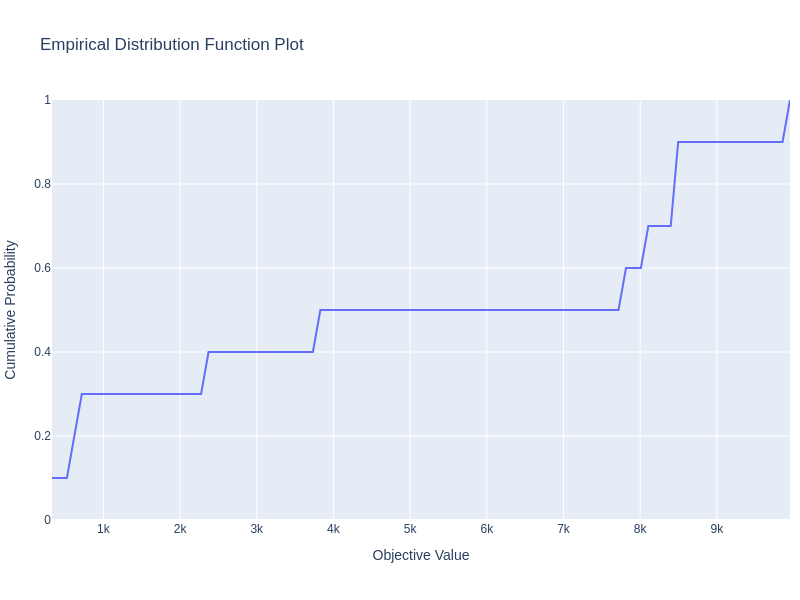 Empirical Distribution Function Plot
1
0.8
0.6
0.4
0.2
0
Cumulative Probability
1k 2k 3k 4k 5k 6k 7k 8k 9k
Objective Value